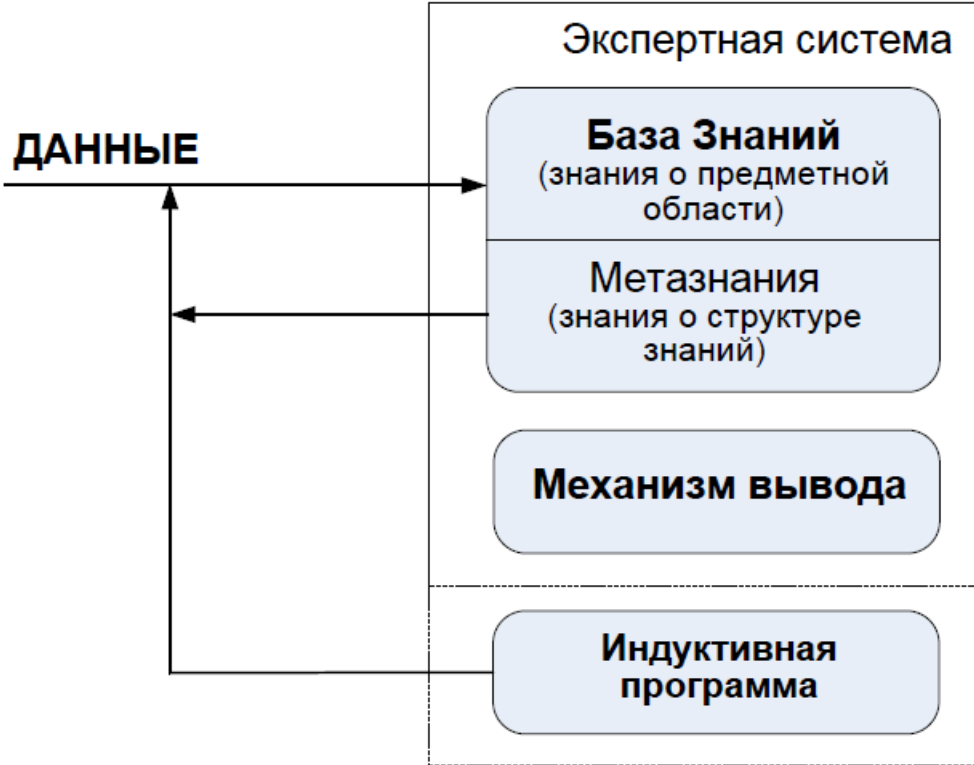 Экспертная система
ДАННЫЕ
База Знаний
(знания о предметной
области)
Метазнания
(знания о структуре
знаний)
Механизм вывода
Индуктивная
программа